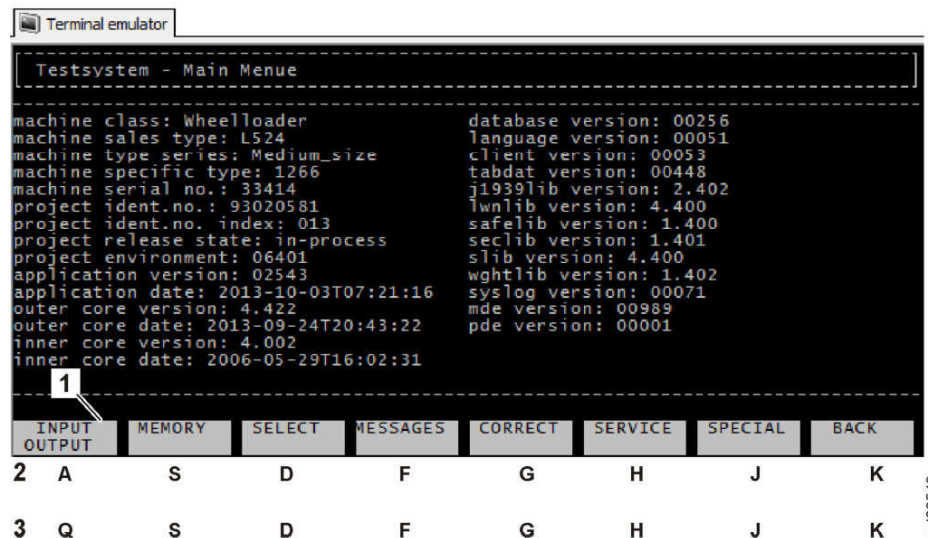 Terminal emulator
Testsystem - Main Menue
machine class: Wheelloader database version: 00256
machine sales type: L524 language version: 00051
machine type series: Medium_size client version: 00053
machine specific type: 1266 tabdat version: 00448
machine serial no.: 33414 j1939lib version: 2.402
project ident.no.: 93020581 lwnlib version: 4.400
project ident.no. index: 013 safelib version: 1.400
project release state: in-process seclib version: 1.401
project environment: 06401 slib version: 4.400
application version: 02543 wghtlib version: 1.402
application date: 2013-10-03T07:21:16 syslog version: 00071
outer core version: 4.422 mde version: 00989
outer core date: 2013-09-24T20:43:22 pde version: 00001
inner core version: 4.002
inner core date: 2006-05-29T16:02:31
1
INPUT MEMORY SELECT MESSAGES CORRECT SERVICE SPECIAL BACK
OUTPUT
2 A S D F G H J K
3 Q S D F G H J K